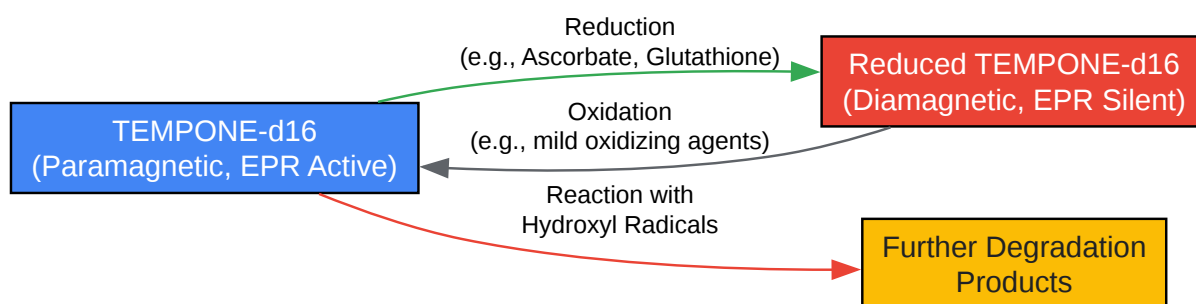 Reduction
(e.g., Ascorbate, Glutathione)
Reduced TEMPONE-d16
(Diamagnetic, EPR Silent)
TEMPONE-d16
(Paramagnetic, EPR Active)
Oxidation
(e.g., mild oxidizing agents)
Reaction with
Hydroxyl Radicals
Further Degradation
Products